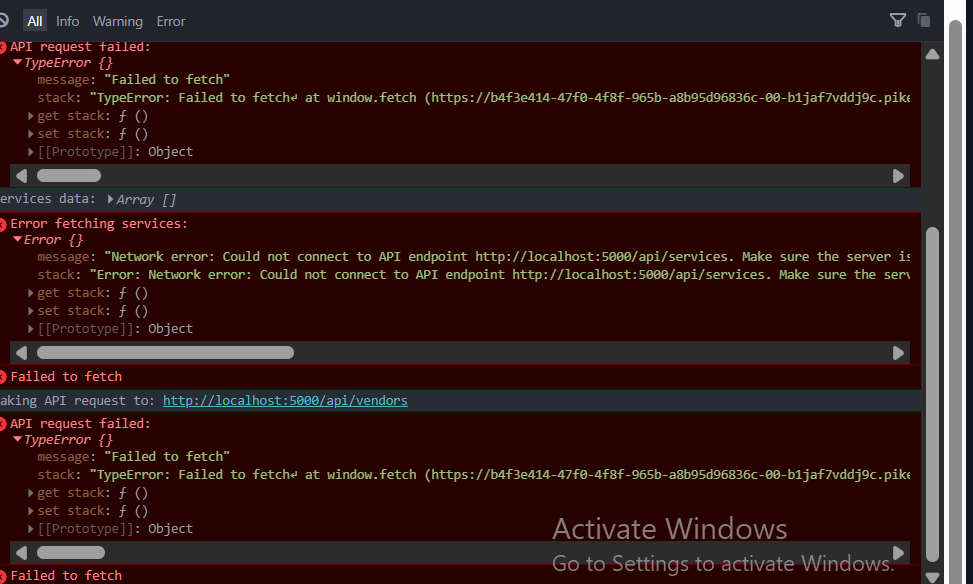 All Info Warning Error
API request failed:
TypeError {}
message: "Failed to fetch"
stack: "TypeError: Failed to fetch↵ at window.fetch (https://b4f3e414-47f0-4f8f-965b-a8b95d96836c-00-b1jaf7vddj9c.pike
get stack: ƒ ()
set stack: ƒ ()
[[Prototype]]: Object
ervices data: Array []
Error fetching services:
Error {}
message: "Network error: Could not connect to API endpoint http://localhost:5000/api/services. Make sure the server is
stack: "Error: Network error: Could not connect to API endpoint http://localhost:5000/api/services. Make sure the serv
get stack: ƒ ()
set stack: ƒ ()
[[Prototype]]: Object
Failed to fetch
aking API request to: http://localhost:5000/api/vendors
API request failed:
TypeError {}
message: "Failed to fetch"
stack: "TypeError: Failed to fetch↵ at window.fetch (https://b4f3e414-47f0-4f8f-965b-a8b95d96836c-00-b1jaf7vddj9c.pike
get stack: ƒ ()
set stack: ƒ ()
[[Prototype]]: Object
Activate Windows
Go to Settings to activate Windows.
Failed to fetch